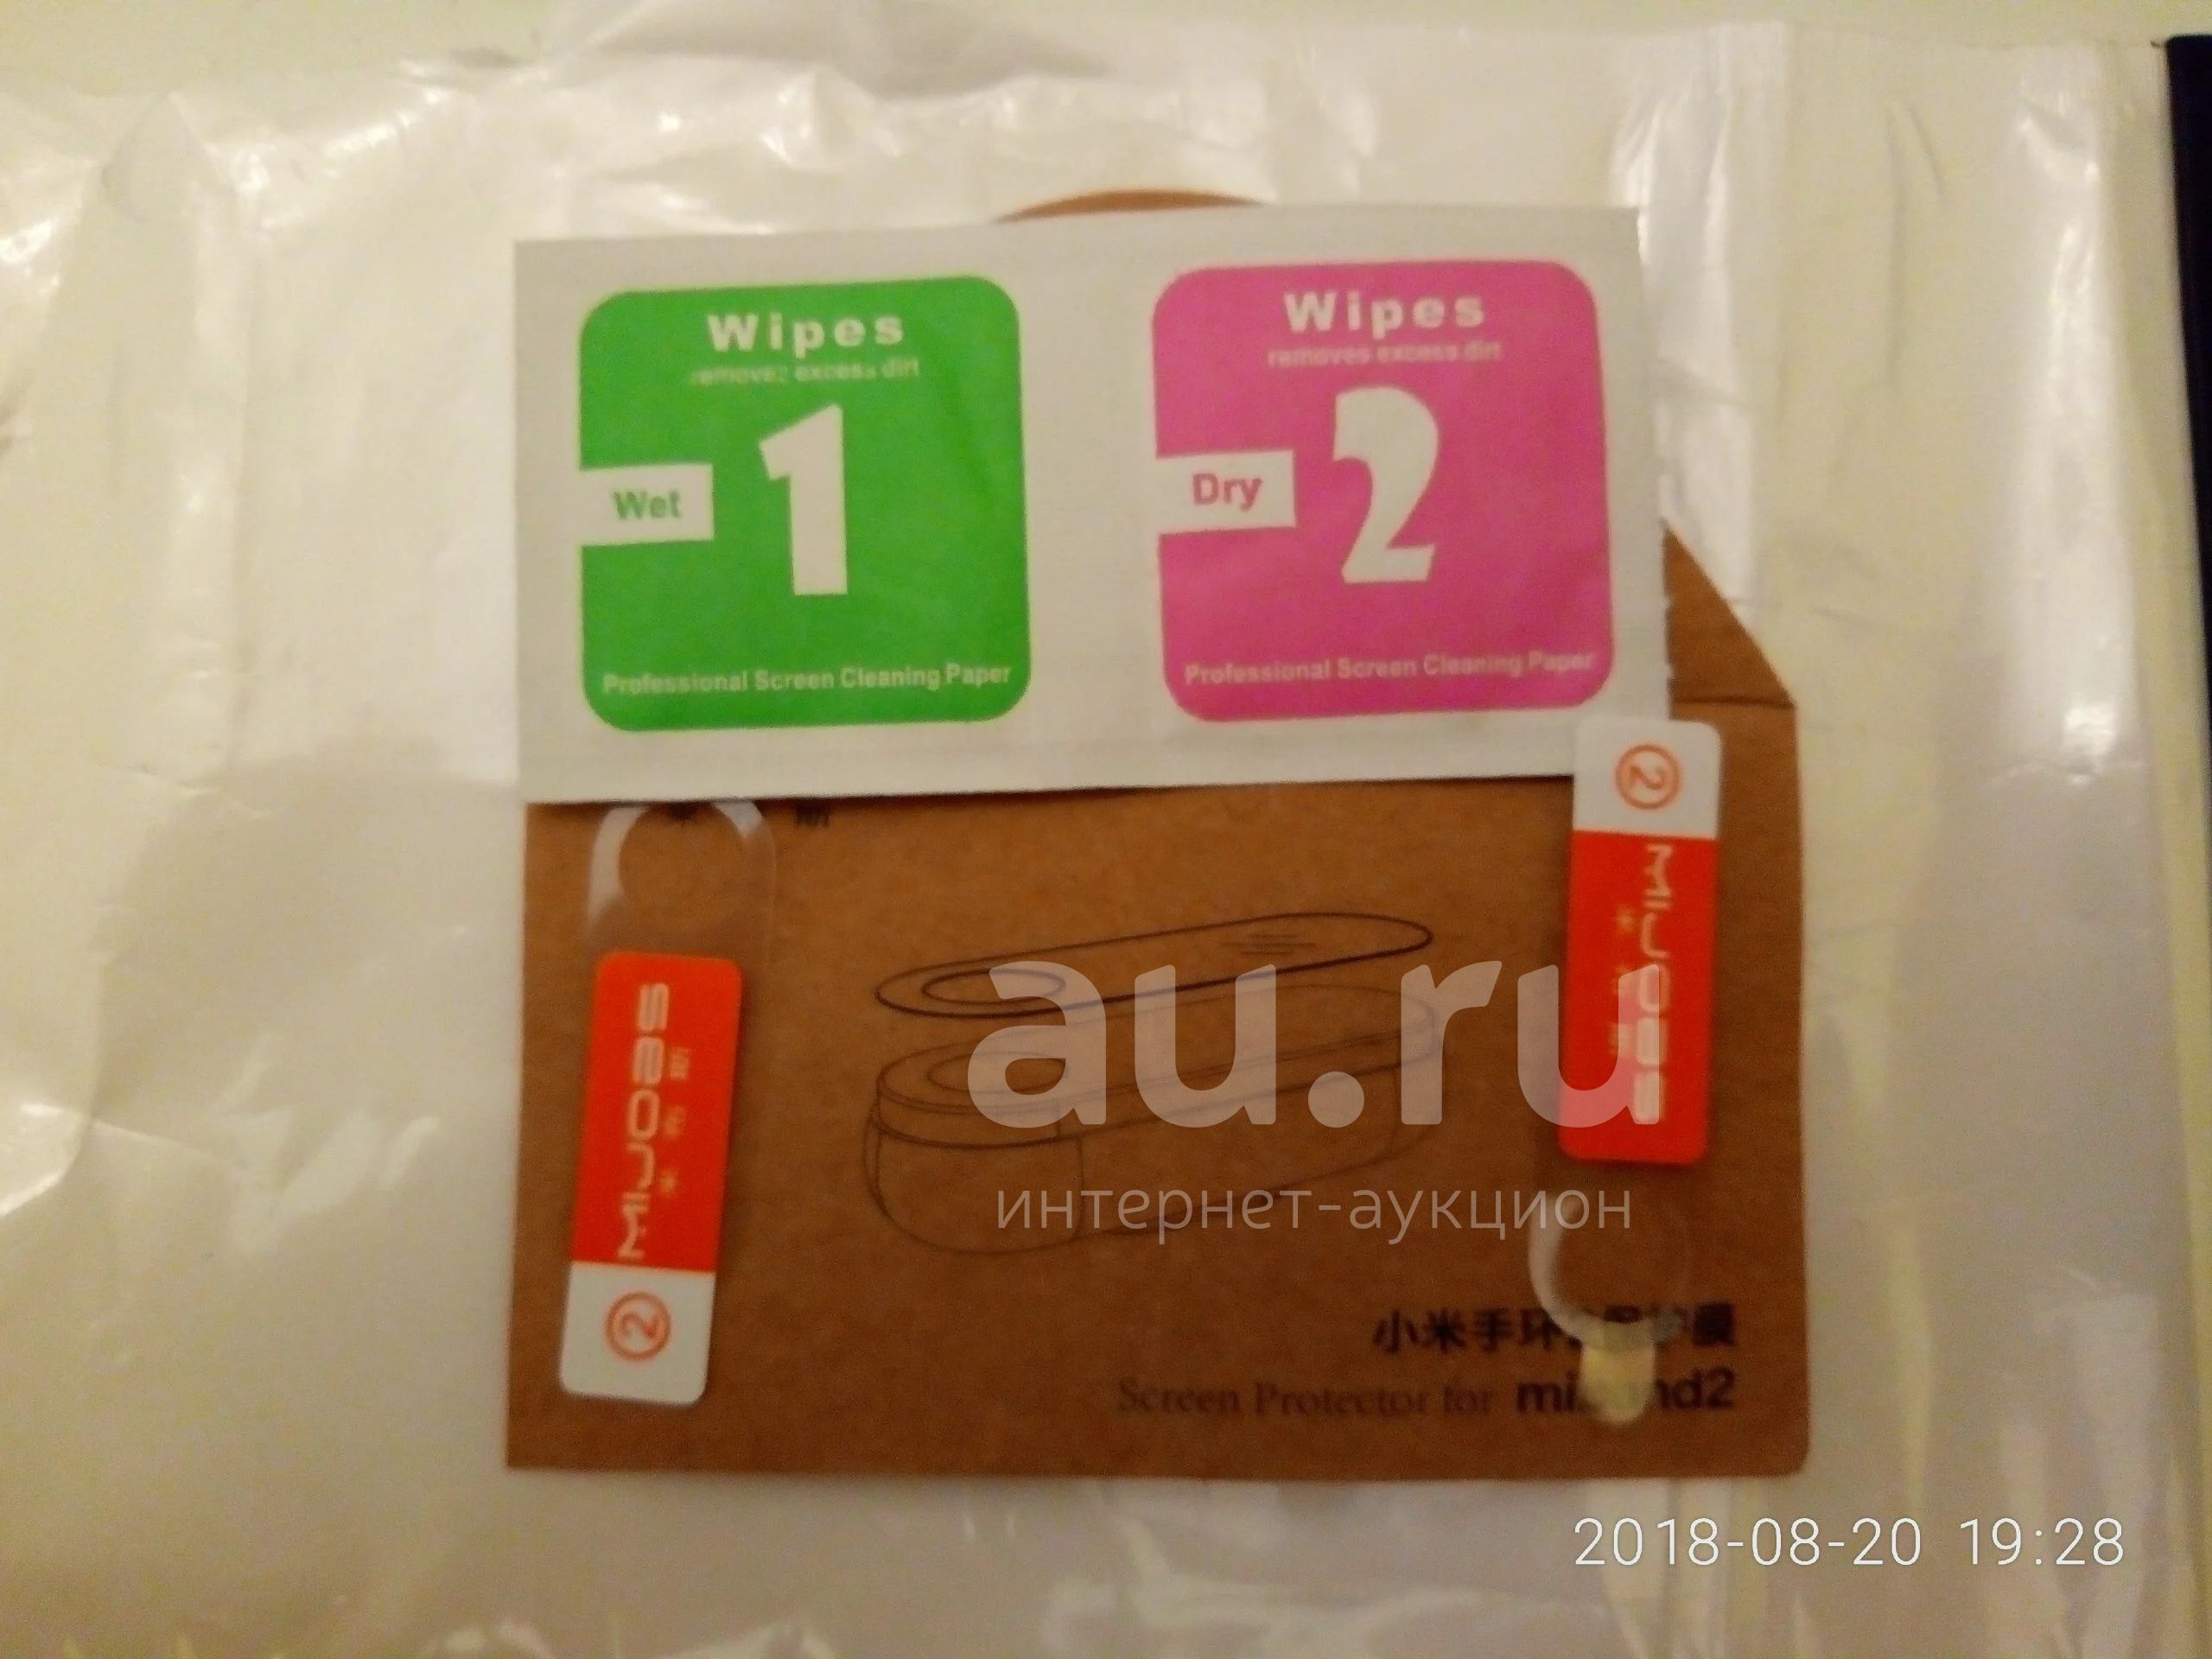 Wipes
removes excess dirt
1
Wet
Professional Screen Cleaning Paper
Wipes
removes excess dirt
2
Dry
Professional Screen Cleaning Paper
斯
②
MIJOBS
MIJOBS
②
au.ru
интернет-аукцион
小米手环
膜
Screen Protector for
2018-08-20 19:28